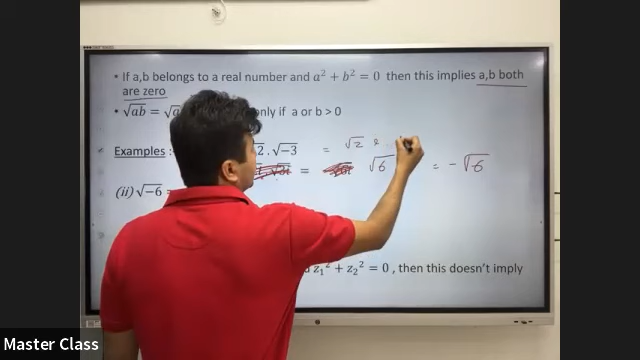 • If a,b belongs to a real number and a² + b² = 0 then this implies a,b both
are zero
• √ab = √a only if a or b > 0
Examples :- 2 . √-3 = √2 i
= √6 = - √6
(ii) √-6 =
z₁² + z₂² = 0 , then this doesn't imply
Master Class